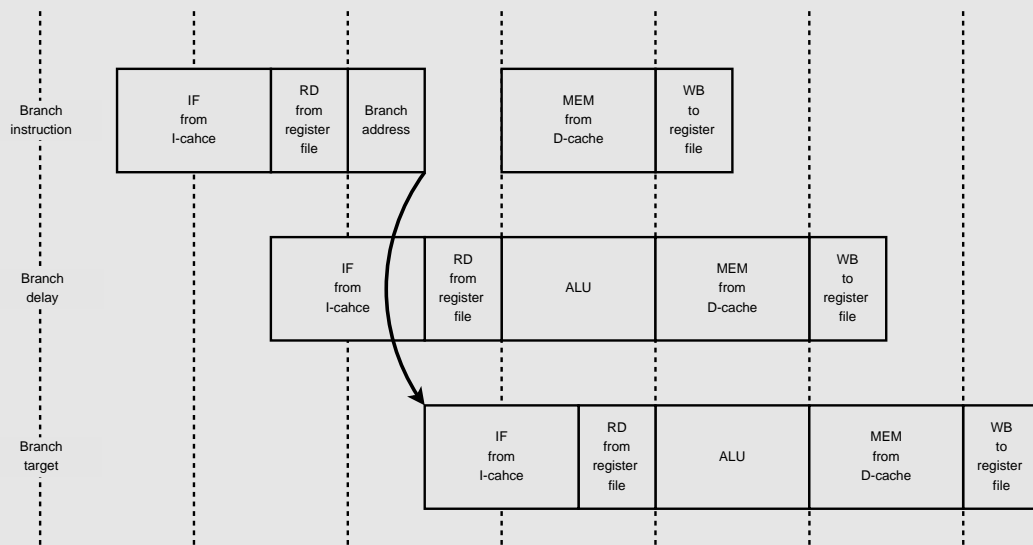 Branch
instruction
IF
from
I-cahce
RD
from
register
file
Branch
address
MEM
from
D-cache
WB
to
register
file
Branch
delay
IF
from
I-cahce
RD
from
register
file
ALU
MEM
from
D-cache
WB
to
register
file
Branch
target
IF
from
I-cahce
RD
from
register
file
ALU
MEM
from
D-cache
WB
to
register
file